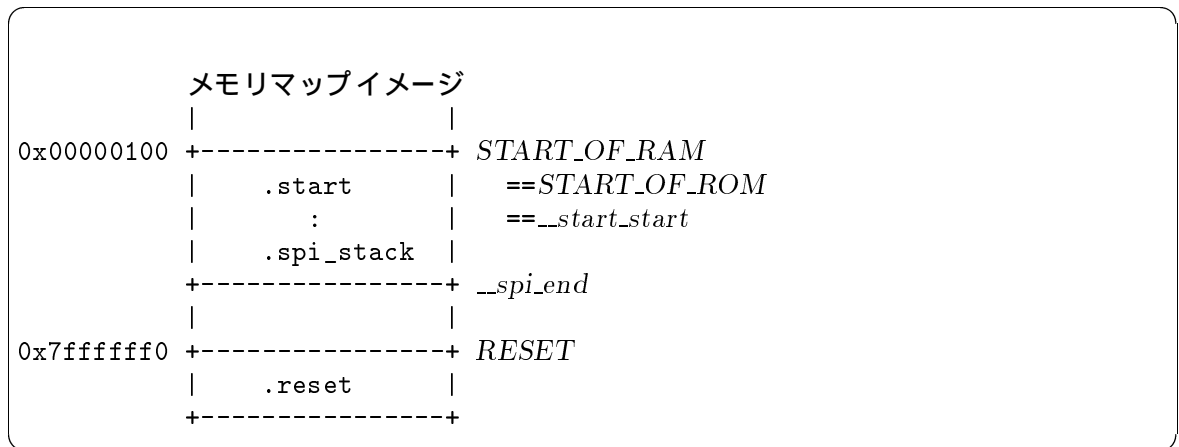 メモリマップイメージ
|                |
0x00000100 +----------------+ START_OF_RAM
|     .start      |   ==START_OF_ROM
|        :        |   ==__start_start
|     .spi_stack  |
+----------------+ __spi_end
|                |
0x7ffffff0 +----------------+ RESET
|     .reset      |
+----------------+